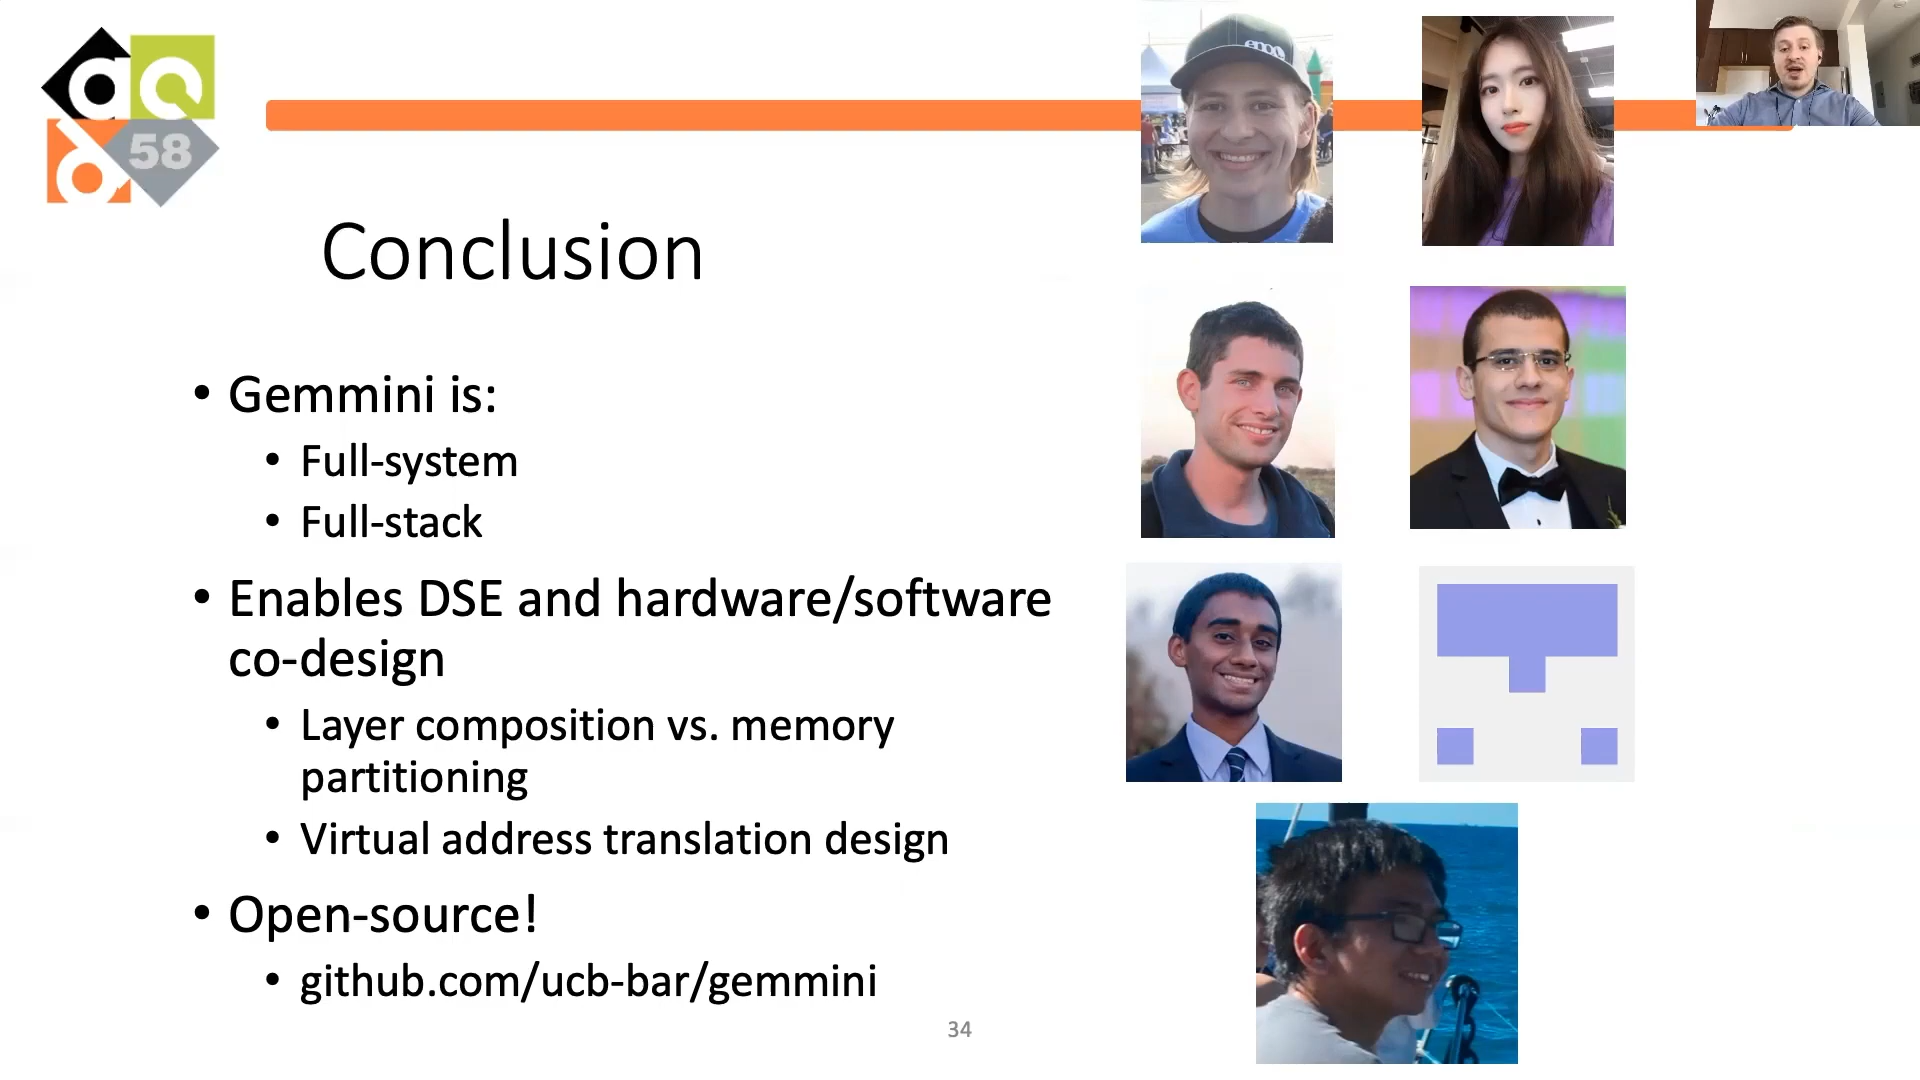 58
eno
Conclusion
• Gemmini is:
• Full-system
• Full-stack
• Enables DSE and hardware/software
co-design
• Layer composition vs. memory
partitioning
• Virtual address translation design
• Open-source!
• github.com/ucb-bar/gemmini
34